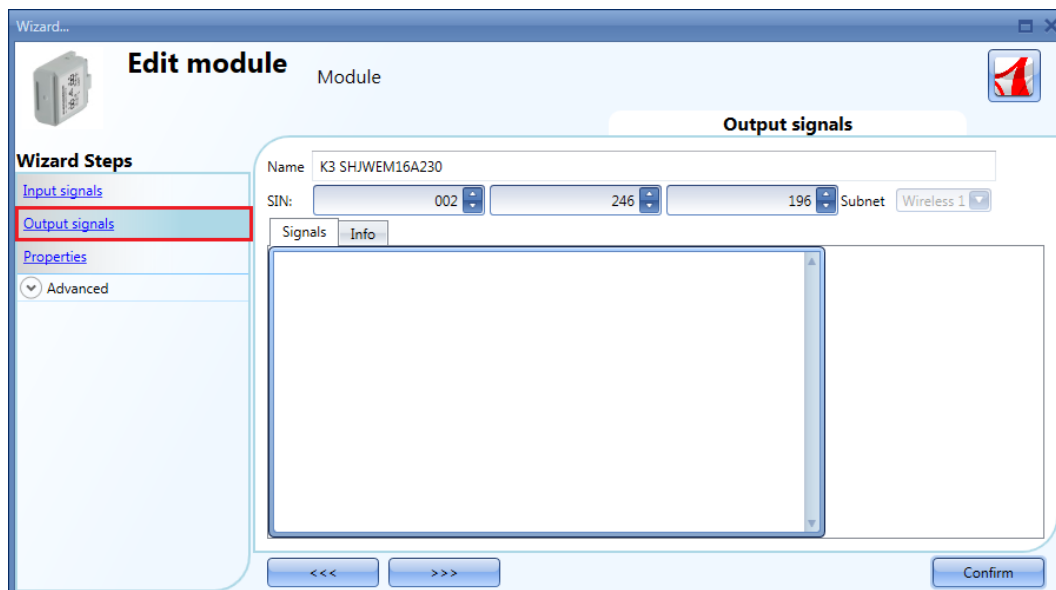 Wizard...
Edit module
Module
Output signals
Wizard Steps
Input signals
Output signals
Properties
Advanced
Name K3 SHJWEM16A230
SIN: 002 246 196 Subnet Wireless 1
Signals Info
<<< >>> Confirm